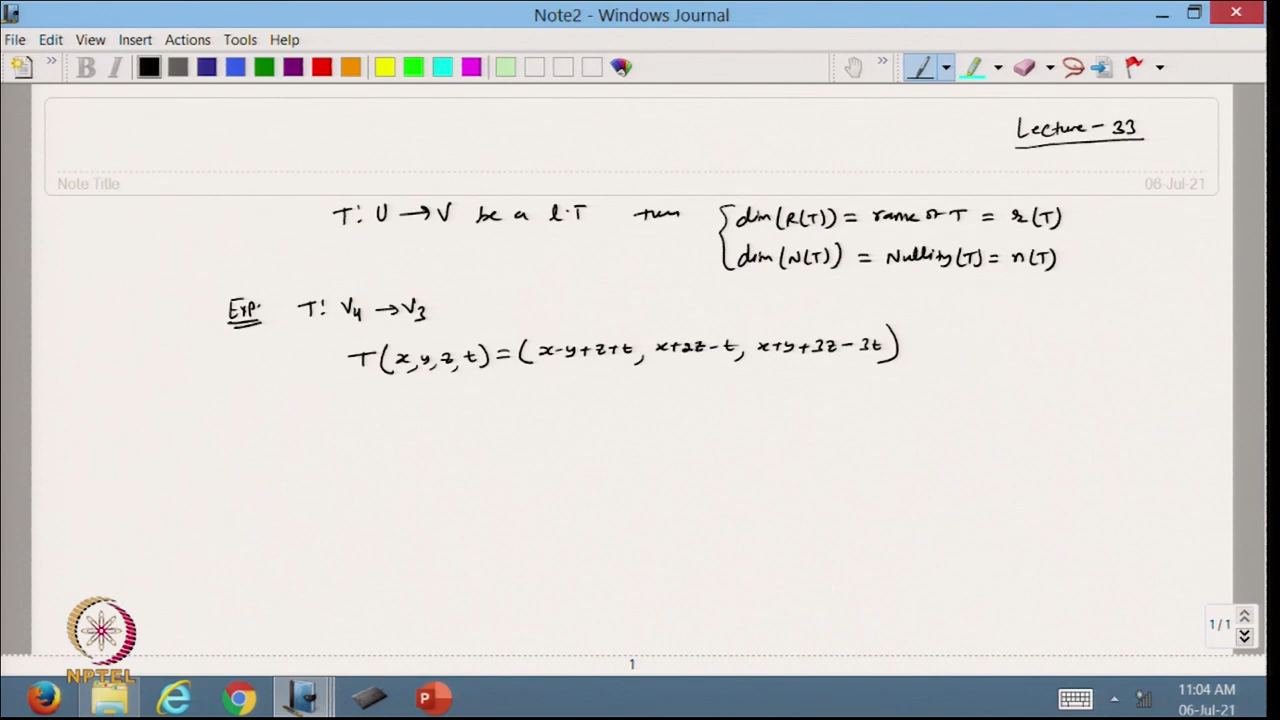 Note2 - Windows Journal
File Edit View Insert Actions Tools Help
Lecture - 33
Note Title
06-Jul-21
T: U → V be a l.T then { dim(R(T)) = rank of T = r(T)
dim(N(T)) = Nullity(T) = n(T)
Exp. T: V₄ → V₃
T(x,y,z,t) = (x-y+z+t, x+2z-t, x+y+3z-3t)
1 / 1
1
NPTEL
11:04 AM
06-Jul-21